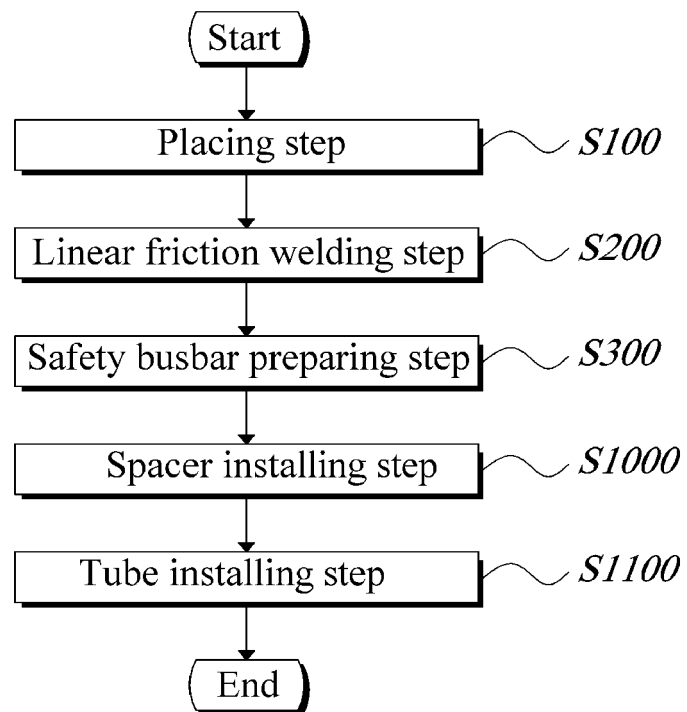 Start
Placing step S100
Linear friction welding step S200
Safety busbar preparing step S300
Spacer installing step S1000
Tube installing step S1100
End